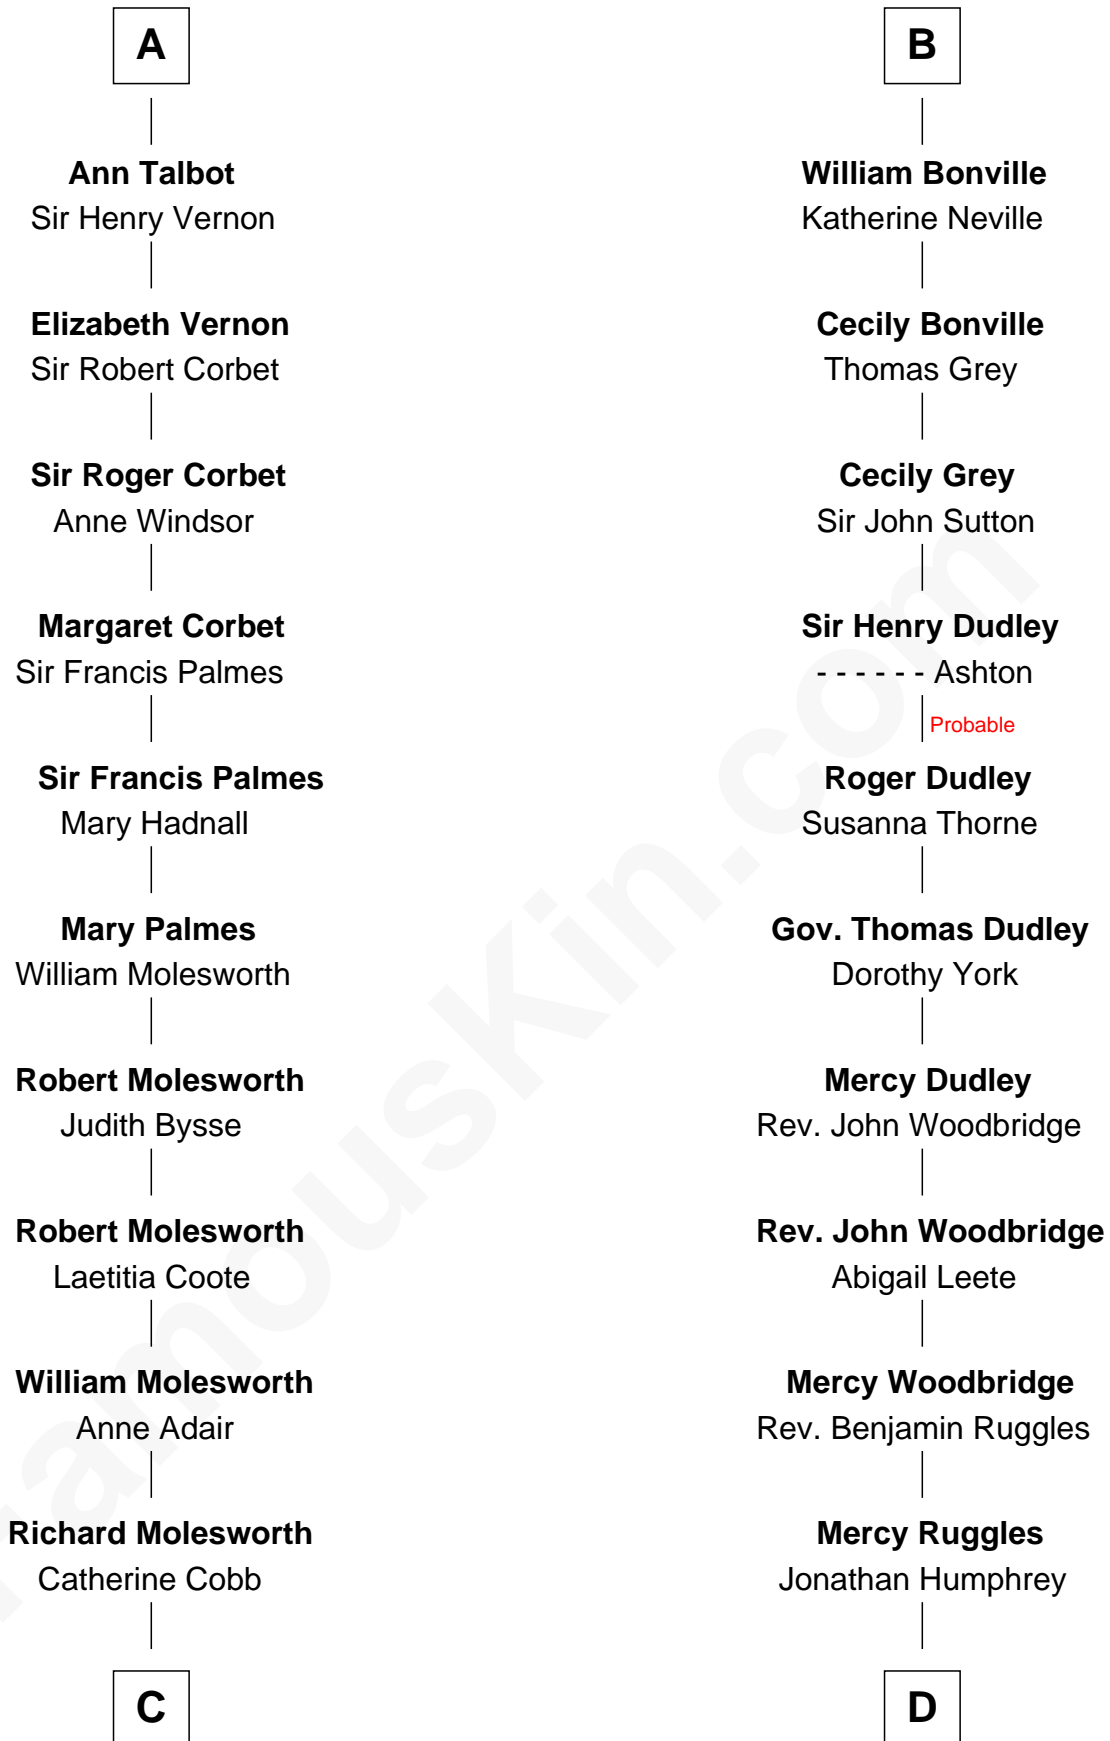 A
Ann Talbot
Sir Henry Vernon
Elizabeth Vernon
Sir Robert Corbet
Sir Roger Corbet
Anne Windsor
Margaret Corbet
Sir Francis Palmes
Sir Francis Palmes
Mary Hadnall
Mary Palmes
William Molesworth
Robert Molesworth
Judith Bysse
Robert Molesworth
Laetitia Coote
William Molesworth
Anne Adair
Richard Molesworth
Catherine Cobb
C
B
William Bonville
Katherine Neville
Cecily Bonville
Thomas Grey
Cecily Grey
Sir John Sutton
Sir Henry Dudley
- - - - - - Ashton
Probable
Roger Dudley
Susanna Thorne
Gov. Thomas Dudley
Dorothy York
Mercy Dudley
Rev. John Woodbridge
Rev. John Woodbridge
Abigail Leete
Mercy Woodbridge
Rev. Benjamin Ruggles
Mercy Ruggles
Jonathan Humphrey
D
FamousKin.com